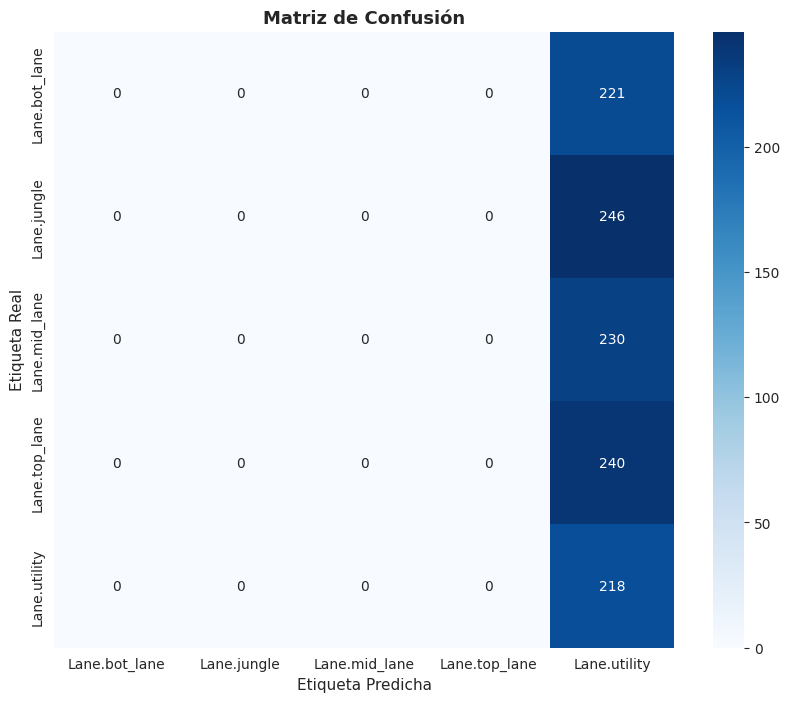 Matriz de Confusión
Etiqueta Real
Lane.bot_lane
0 0 0 0 221
Lane.jungle
0 0 0 0 246
Lane.mid_lane
0 0 0 0 230
Lane.top_lane
0 0 0 0 240
Lane.utility
0 0 0 0 218
Lane.bot_lane Lane.jungle Lane.mid_lane Lane.top_lane Lane.utility
Etiqueta Predicha
200
150
100
50
0